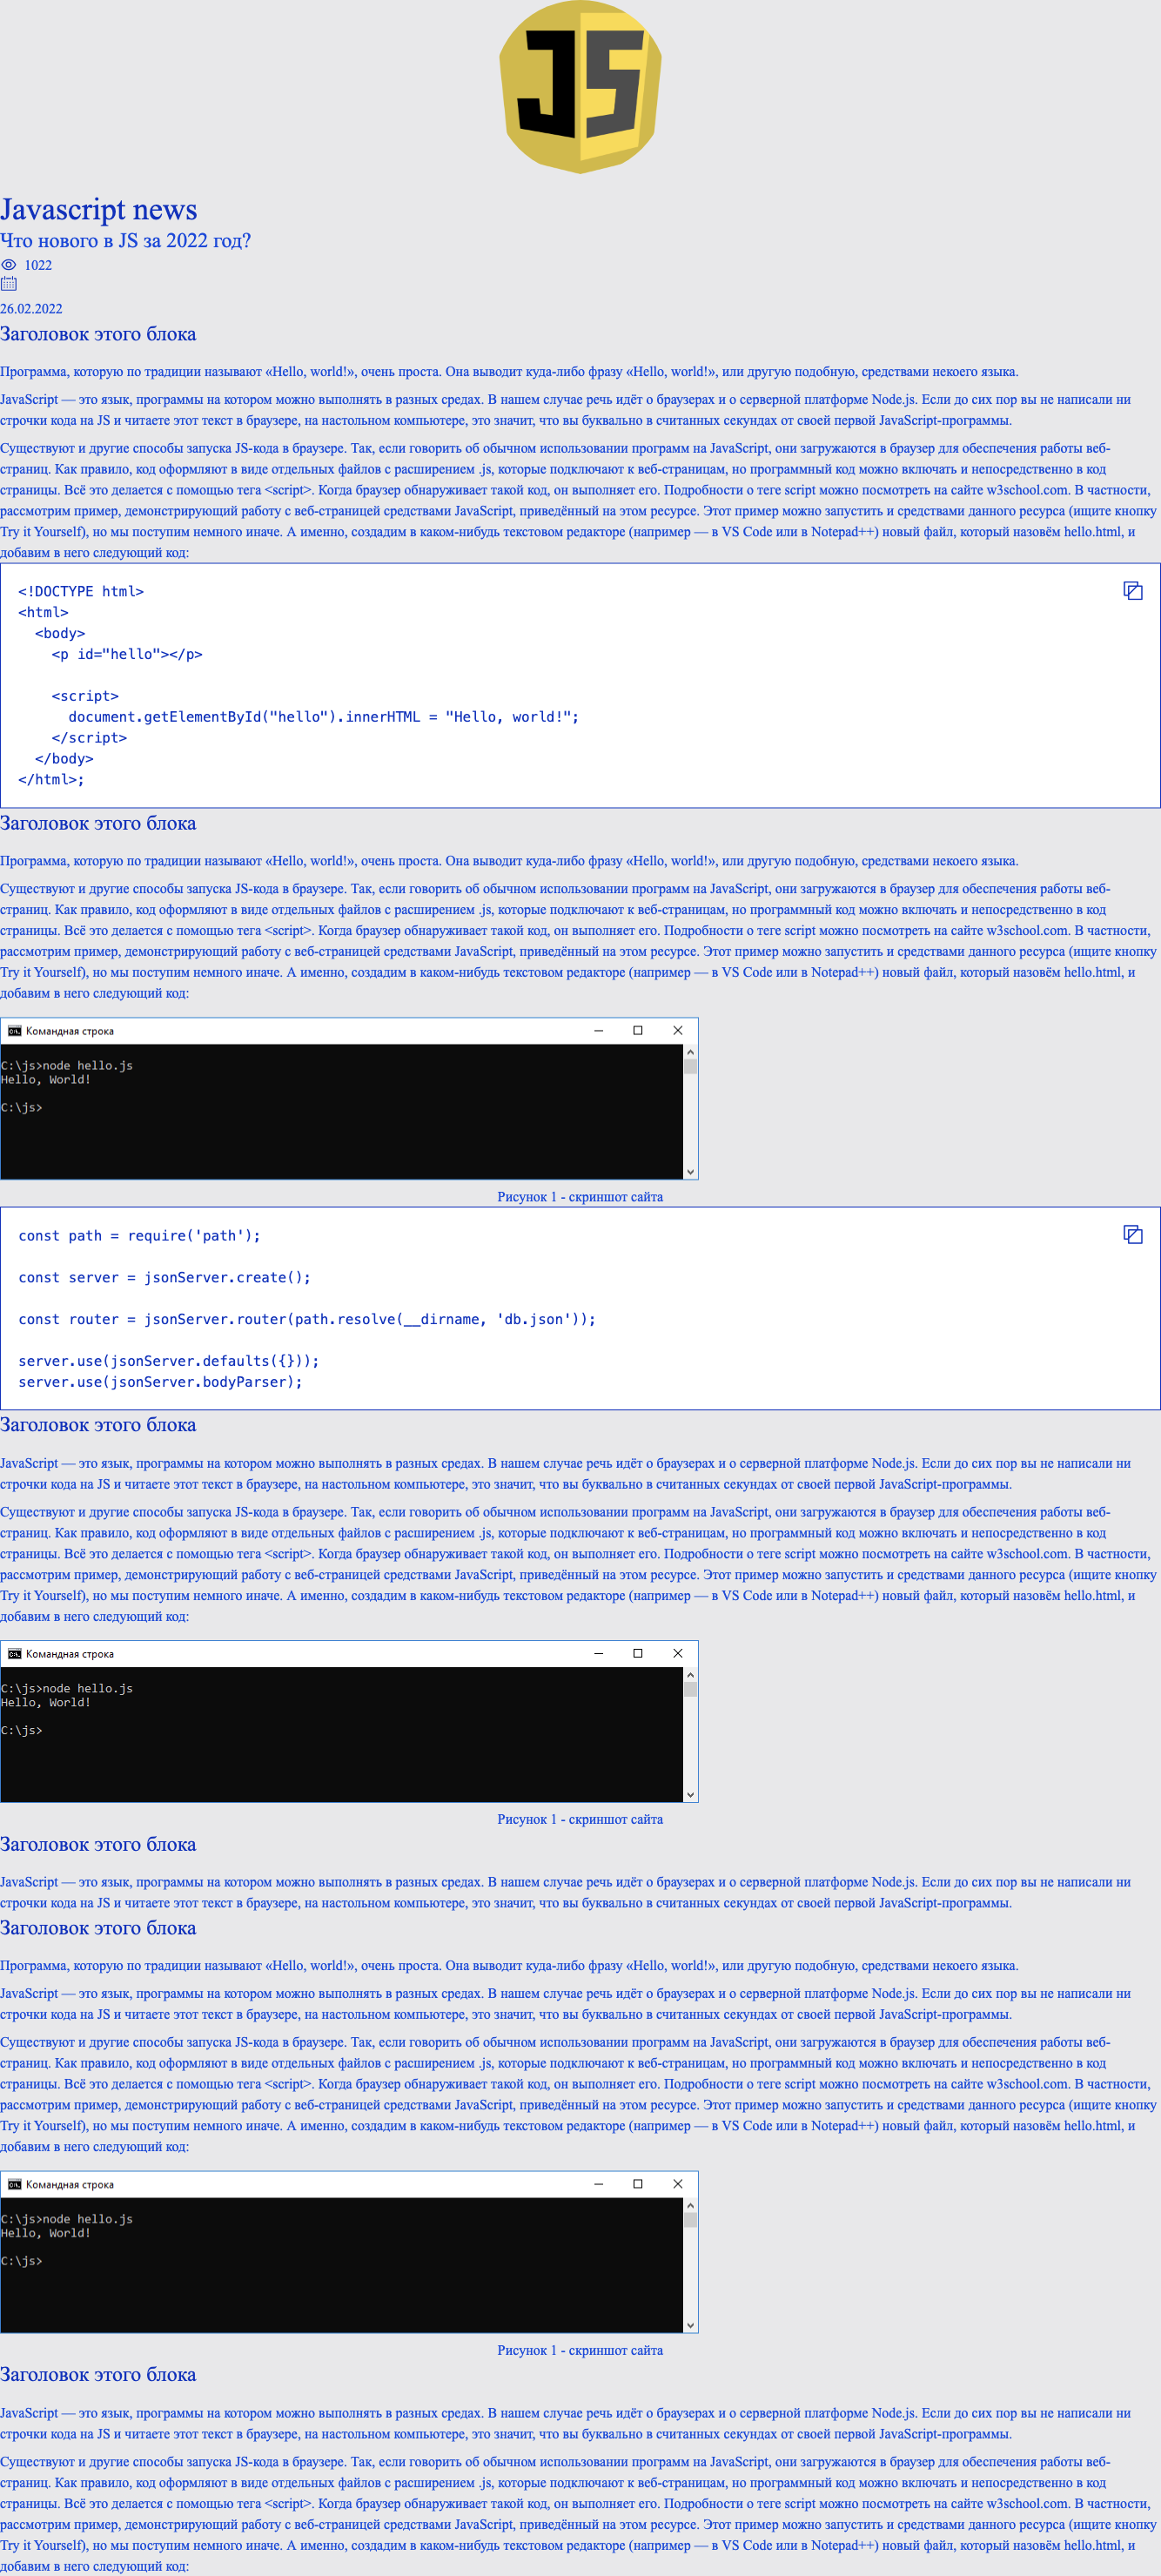 JS
Javascript news
Что нового в JS за 2022 год?
1022
26.02.2022
Заголовок этого блока
Программа, которую по традиции называют «Hello, world!», очень проста. Она выводит куда-либо фразу «Hello, world!», или другую подобную, средствами некоего языка.
JavaScript — это язык, программы на котором можно выполнять в разных средах. В нашем случае речь идёт о браузерах и о серверной платформе Node.js. Если до сих пор вы не написали ни
строчки кода на JS и читаете этот текст в браузере, на настольном компьютере, это значит, что вы буквально в считанных секундах от своей первой JavaScript-программы.
Существуют и другие способы запуска JS-кода в браузере. Так, если говорить об обычном использовании программ на JavaScript, они загружаются в браузер для обеспечения работы веб-
страниц. Как правило, код оформляют в виде отдельных файлов с расширением .js, которые подключают к веб-страницам, но программный код можно включать и непосредственно в код
страницы. Всё это делается с помощью тега <script>. Когда браузер обнаруживает такой код, он выполняет его. Подробности о теге script можно посмотреть на сайте w3school.com. В частности,
рассмотрим пример, демонстрирующий работу с веб-страницей средствами JavaScript, приведённый на этом ресурсе. Этот пример можно запустить и средствами данного ресурса (ищите кнопку
Try it Yourself), но мы поступим немного иначе. А именно, создадим в каком-нибудь текстовом редакторе (например — в VS Code или в Notepad++) новый файл, который назовём hello.html, и
добавим в него следующий код:
<!DOCTYPE html>
<html>
  <body>
    <p id="hello"></p>
    <script>
      document.getElementById("hello").innerHTML = "Hello, world!";
    </script>
  </body>
</html>;
Заголовок этого блока
Программа, которую по традиции называют «Hello, world!», очень проста. Она выводит куда-либо фразу «Hello, world!», или другую подобную, средствами некоего языка.
Существуют и другие способы запуска JS-кода в браузере. Так, если говорить об обычном использовании программ на JavaScript, они загружаются в браузер для обеспечения работы веб-
страниц. Как правило, код оформляют в виде отдельных файлов с расширением .js, которые подключают к веб-страницам, но программный код можно включать и непосредственно в код
страницы. Всё это делается с помощью тега <script>. Когда браузер обнаруживает такой код, он выполняет его. Подробности о теге script можно посмотреть на сайте w3school.com. В частности,
рассмотрим пример, демонстрирующий работу с веб-страницей средствами JavaScript, приведённый на этом ресурсе. Этот пример можно запустить и средствами данного ресурса (ищите кнопку
Try it Yourself), но мы поступим немного иначе. А именно, создадим в каком-нибудь текстовом редакторе (например — в VS Code или в Notepad++) новый файл, который назовём hello.html, и
добавим в него следующий код:
Командная строка
C:\js>node hello.js
Hello, World!
C:\js>
Рисунок 1 - скриншот сайта
const path = require('path');
const server = jsonServer.create();
const router = jsonServer.router(path.resolve(__dirname, 'db.json'));
server.use(jsonServer.defaults({}));
server.use(jsonServer.bodyParser);
Заголовок этого блока
JavaScript — это язык, программы на котором можно выполнять в разных средах. В нашем случае речь идёт о браузерах и о серверной платформе Node.js. Если до сих пор вы не написали ни
строчки кода на JS и читаете этот текст в браузере, на настольном компьютере, это значит, что вы буквально в считанных секундах от своей первой JavaScript-программы.
Существуют и другие способы запуска JS-кода в браузере. Так, если говорить об обычном использовании программ на JavaScript, они загружаются в браузер для обеспечения работы веб-
страниц. Как правило, код оформляют в виде отдельных файлов с расширением .js, которые подключают к веб-страницам, но программный код можно включать и непосредственно в код
страницы. Всё это делается с помощью тега <script>. Когда браузер обнаруживает такой код, он выполняет его. Подробности о теге script можно посмотреть на сайте w3school.com. В частности,
рассмотрим пример, демонстрирующий работу с веб-страницей средствами JavaScript, приведённый на этом ресурсе. Этот пример можно запустить и средствами данного ресурса (ищите кнопку
Try it Yourself), но мы поступим немного иначе. А именно, создадим в каком-нибудь текстовом редакторе (например — в VS Code или в Notepad++) новый файл, который назовём hello.html, и
добавим в него следующий код:
Командная строка
C:\js>node hello.js
Hello, World!
C:\js>
Рисунок 1 - скриншот сайта
Заголовок этого блока
JavaScript — это язык, программы на котором можно выполнять в разных средах. В нашем случае речь идёт о браузерах и о серверной платформе Node.js. Если до сих пор вы не написали ни
строчки кода на JS и читаете этот текст в браузере, на настольном компьютере, это значит, что вы буквально в считанных секундах от своей первой JavaScript-программы.
Заголовок этого блока
Программа, которую по традиции называют «Hello, world!», очень проста. Она выводит куда-либо фразу «Hello, world!», или другую подобную, средствами некоего языка.
JavaScript — это язык, программы на котором можно выполнять в разных средах. В нашем случае речь идёт о браузерах и о серверной платформе Node.js. Если до сих пор вы не написали ни
строчки кода на JS и читаете этот текст в браузере, на настольном компьютере, это значит, что вы буквально в считанных секундах от своей первой JavaScript-программы.
Существуют и другие способы запуска JS-кода в браузере. Так, если говорить об обычном использовании программ на JavaScript, они загружаются в браузер для обеспечения работы веб-
страниц. Как правило, код оформляют в виде отдельных файлов с расширением .js, которые подключают к веб-страницам, но программный код можно включать и непосредственно в код
страницы. Всё это делается с помощью тега <script>. Когда браузер обнаруживает такой код, он выполняет его. Подробности о теге script можно посмотреть на сайте w3school.com. В частности,
рассмотрим пример, демонстрирующий работу с веб-страницей средствами JavaScript, приведённый на этом ресурсе. Этот пример можно запустить и средствами данного ресурса (ищите кнопку
Try it Yourself), но мы поступим немного иначе. А именно, создадим в каком-нибудь текстовом редакторе (например — в VS Code или в Notepad++) новый файл, который назовём hello.html, и
добавим в него следующий код:
Командная строка
C:\js>node hello.js
Hello, World!
C:\js>
Рисунок 1 - скриншот сайта
Заголовок этого блока
JavaScript — это язык, программы на котором можно выполнять в разных средах. В нашем случае речь идёт о браузерах и о серверной платформе Node.js. Если до сих пор вы не написали ни
строчки кода на JS и читаете этот текст в браузере, на настольном компьютере, это значит, что вы буквально в считанных секундах от своей первой JavaScript-программы.
Существуют и другие способы запуска JS-кода в браузере. Так, если говорить об обычном использовании программ на JavaScript, они загружаются в браузер для обеспечения работы веб-
страниц. Как правило, код оформляют в виде отдельных файлов с расширением .js, которые подключают к веб-страницам, но программный код можно включать и непосредственно в код
страницы. Всё это делается с помощью тега <script>. Когда браузер обнаруживает такой код, он выполняет его. Подробности о теге script можно посмотреть на сайте w3school.com. В частности,
рассмотрим пример, демонстрирующий работу с веб-страницей средствами JavaScript, приведённый на этом ресурсе. Этот пример можно запустить и средствами данного ресурса (ищите кнопку
Try it Yourself), но мы поступим немного иначе. А именно, создадим в каком-нибудь текстовом редакторе (например — в VS Code или в Notepad++) новый файл, который назовём hello.html, и
добавим в него следующий код: